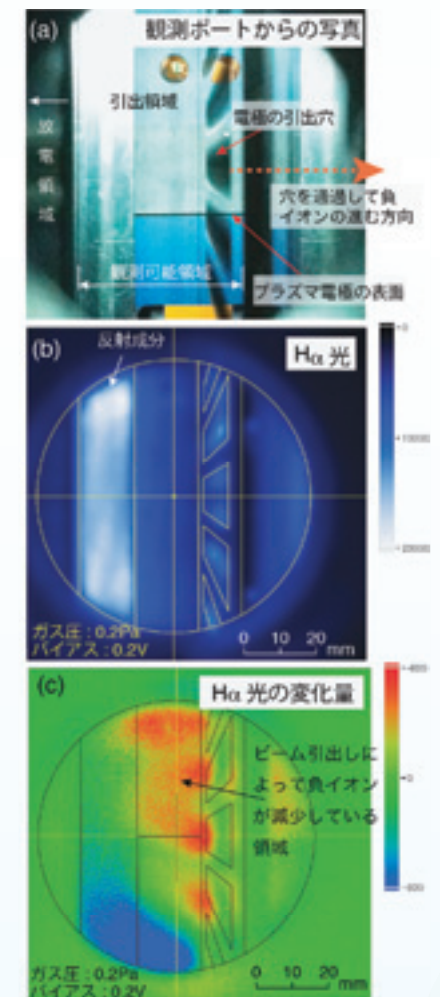 (a)
観測ポートからの写真
引出領域
放電領域
電極の引出穴
穴を通過して負
イオンの進む方向
観測可能領域
プラズマ電極の表面
(b)
反射成分
Hα 光
0
10000
20000
ガス圧 : 0.2Pa
バイアス : 0.2V
0 10 20
mm
(c)
Hα 光の変化量
ビーム引出しに
よって負イオン
が減少している
領域
0
ガス圧 : 0.2Pa
バイアス : 0.2V
0 10 20
mm